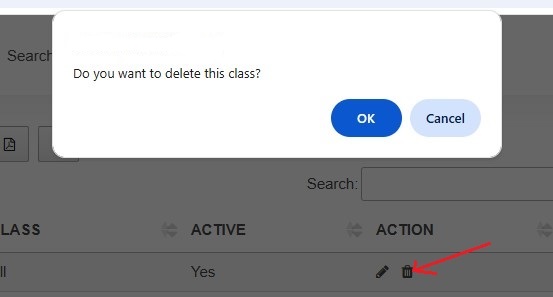 Search
Do you want to delete this class?
OK
Cancel
Search:
LASS
ACTIVE
ACTION
ll
Yes